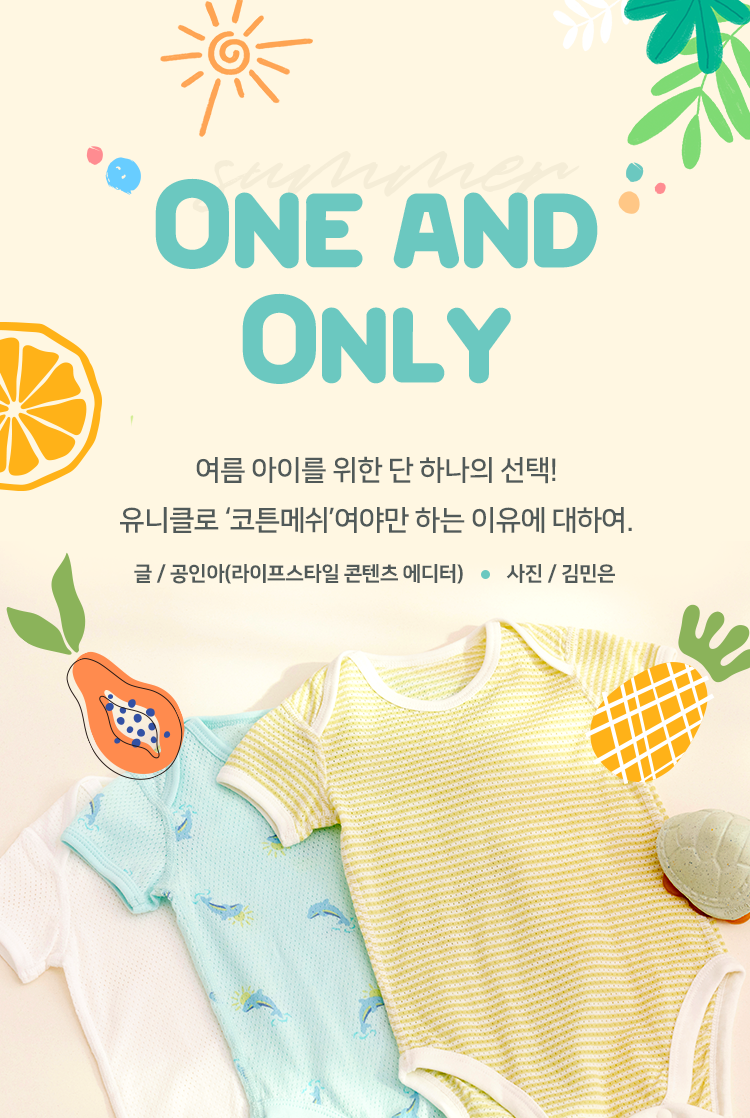 summer
ONE AND
ONLY
여름 아이를 위한 단 하나의 선택!
유니클로 ‘코튼메쉬’여야만 하는 이유에 대하여.
글 / 공인아(라이프스타일 콘텐츠 에디터) ● 사진 / 김민은